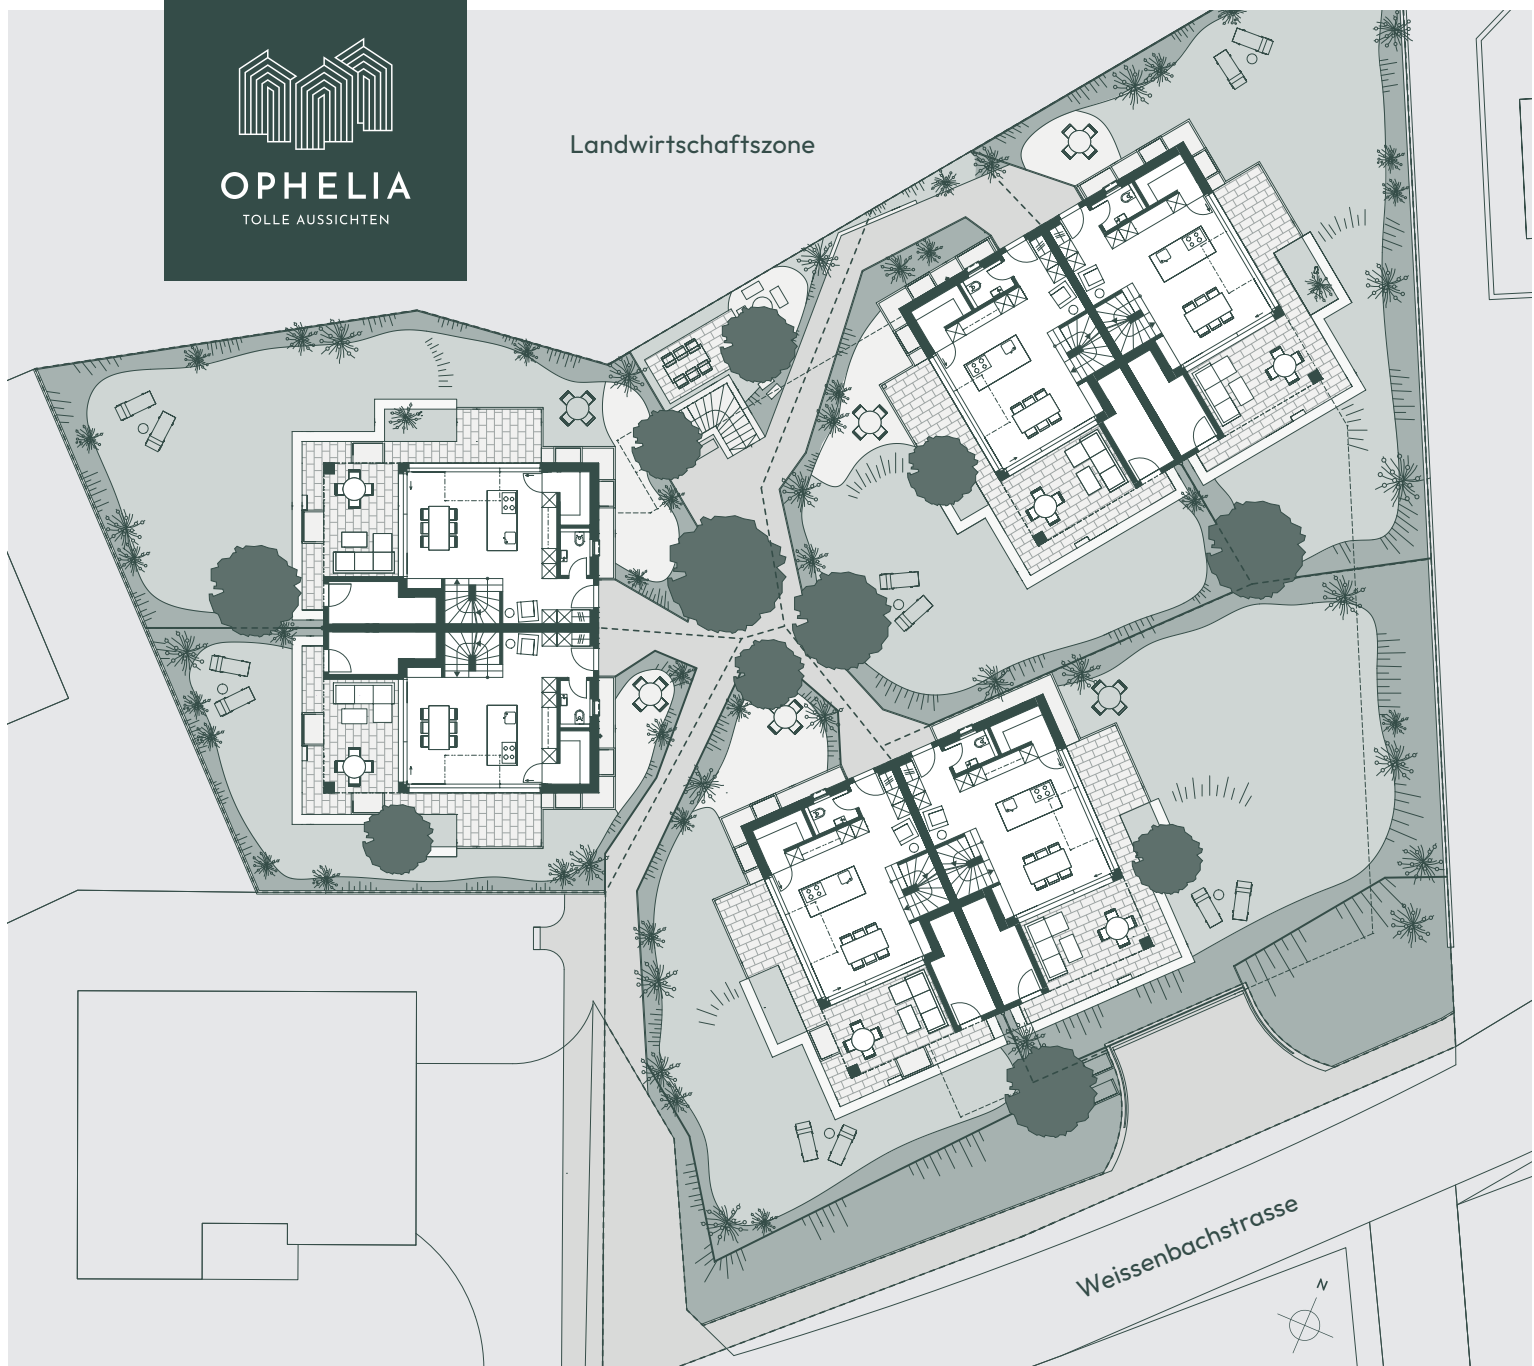 OPHELIA
TOLLE AUSSICHTEN
Landwirtschaftszone
Weissenbachstrasse
N